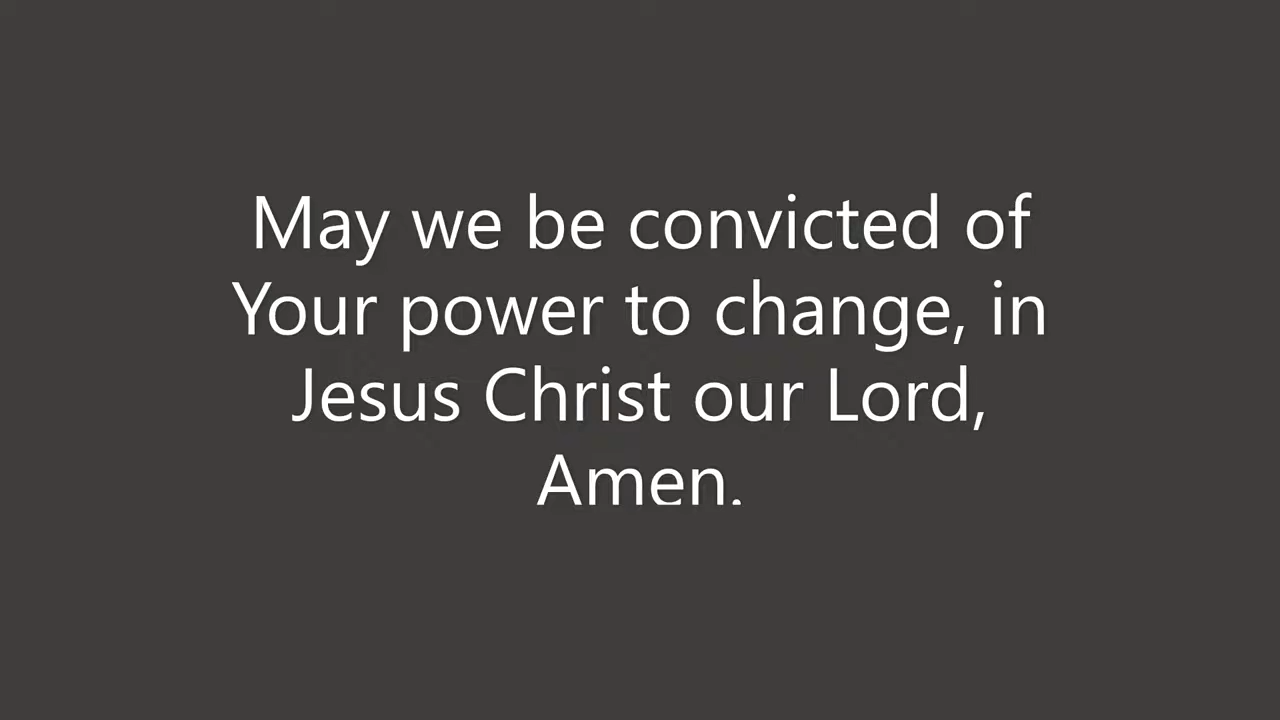 May we be convicted of
Your power to change, in
Jesus Christ our Lord,
Amen.